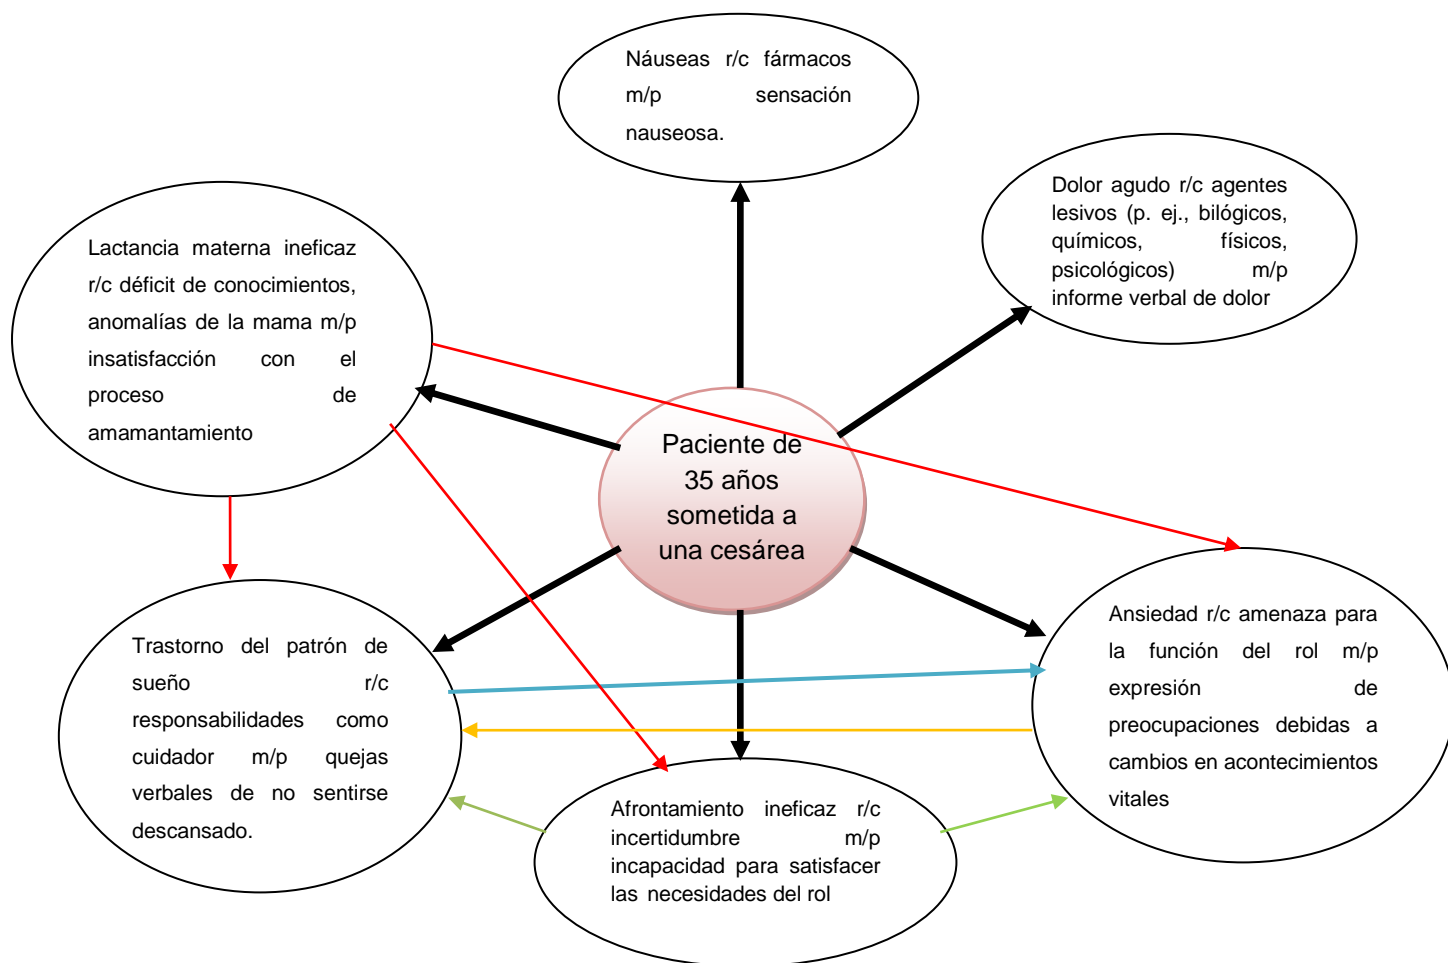 Náuseas r/c fármacos
m/p sensación
nauseosa.
Dolor agudo r/c agentes
lesivos (p. ej., bilógicos,
químicos, físicos,
psicológicos) m/p
informe verbal de dolor
Lactancia materna ineficaz
r/c déficit de conocimientos,
anomalías de la mama m/p
insatisfacción con el
proceso de
amamantamiento
Paciente de
35 años
sometida a
una cesárea
Trastorno del patrón de
sueño r/c
responsabilidades como
cuidador m/p quejas
verbales de no sentirse
descansado.
Afrontamiento ineficaz r/c
incertidumbre m/p
incapacidad para satisfacer
las necesidades del rol
Ansiedad r/c amenaza para
la función del rol m/p
expresión de
preocupaciones debidas a
cambios en acontecimientos
vitales